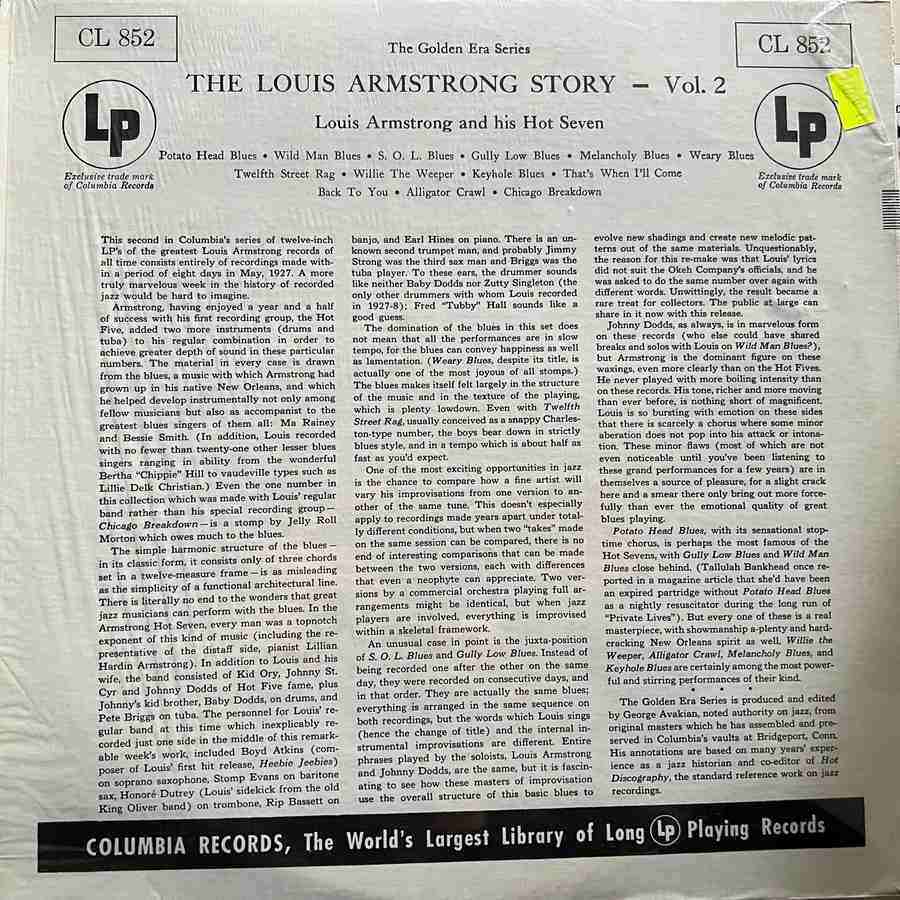 CL 852
The Golden Era Series
CL 852
THE LOUIS ARMSTRONG STORY – Vol. 2
Louis Armstrong and his Hot Seven
Lp
Exclusive trade mark
of Columbia Records
Lp
Exclusive trade mark
of Columbia Records
Potato Head Blues • Wild Man Blues • S. O. L. Blues • Gully Low Blues • Melancholy Blues • Weary Blues
Twelfth Street Rag • Willie The Weeper • Keyhole Blues • That's When I'll Come
Back To You • Alligator Crawl • Chicago Breakdown
This second in Columbia's series of twelve-inch
LP's of the greatest Louis Armstrong records of
all time consists entirely of recordings made with-
in a period of eight days in May, 1927. A more
truly marvelous week in the history of recorded
jazz would be hard to imagine.
Armstrong, having enjoyed a year and a half
of success with his first recording group, the Hot
Five, added two more instruments (drums and
tuba) to his regular combination in order to
achieve greater depth of sound in these particular
numbers. The material in every case is drawn
from the blues, a music with which Armstrong had
grown up in his native New Orleans, and which
he helped develop instrumentally not only among
fellow musicians but also as accompanist to the
greatest blues singers of them all: Ma Rainey
and Bessie Smith. (In addition, Louis recorded
with no fewer than twenty-one other lesser blues
singers ranging in ability from the wonderful
Bertha "Chippie" Hill to vaudeville types such as
Lillie Delk Christian.) Even the one number in
this collection which was made with Louis' regular
band rather than his special recording group—
Chicago Breakdown—is a stomp by Jelly Roll
Morton which owes much to the blues.
The simple harmonic structure of the blues—
in its classic form, it consists only of three chords
set in a twelve-measure frame—is as misleading
as the simplicity of a functional architectural line.
There is literally no end to the wonders that great
jazz musicians can perform with the blues. In the
Armstrong Hot Seven, every man was a topnotch
exponent of this kind of music (including the re-
presentative of the distaff side, pianist Lillian
Hardin Armstrong). In addition to Louis and his
wife, the band consisted of Kid Ory, Johnny St.
Cyr and Johnny Dodds of Hot Five fame, plus
Johnny's kid brother, Baby Dodds, on drums, and
Pete Briggs on tuba. The personnel for Louis' re-
gular band at this time which inexplicably re-
corded just one side in the middle of this remark-
able week's work, included Boyd Atkins (com-
poser of Louis' first hit release, Heebie Jeebies)
on soprano saxophone, Stomp Evans on baritone
sax, Honoré Dutrey (Louis' sidekick from the old
King Oliver band) on trombone, Rip Bassett on
banjo, and Earl Hines on piano. There is an un-
known second trumpet man, and probably Jimmy
Strong was the third sax man and Briggs was the
tuba player. To these ears, the drummer sounds
like neither Baby Dodds nor Zutty Singleton (the
only other drummers with whom Louis recorded
in 1927-8); Fred "Tubby" Hall sounds like a
good guess.
The domination of the blues in this set does
not mean that all the performances are in slow
tempo, for the blues can convey happiness as well
as lamentation. (Weary Blues, despite its title, is
actually one of the most joyous of all stomps.)
The blues makes itself felt largely in the structure
of the music and in the texture of the playing,
which is plenty lowdown. Even with Twelfth
Street Rag, usually conceived as a snappy Charles-
ton-type number, the boys bear down in strictly
blues style, and in a tempo which is about half as
fast as you'd expect.
One of the most exciting opportunities in jazz
is the chance to compare how a fine artist will
vary his improvisations from one version to an-
other of the same tune. This doesn't especially
apply to recordings made years apart under total-
ly different conditions, but when two "takes" made
on the same session can be compared, there is no
end of interesting comparisons that can be made
between the two versions, each with differences
that even a neophyte can appreciate. Two ver-
sions by a commercial orchestra playing full ar-
rangements might be identical, but when jazz
players are involved, everything is improvised
within a skeletal framework.
An unusual case in point is the juxta-position
of S. O. L. Blues and Gully Low Blues. Instead of
being recorded one after the other on the same
day, they were recorded on consecutive days, and
in that order. They are actually the same blues;
everything is arranged in the same sequence on
both recordings, but the words which Louis sings
(hence the change of title) and the internal in-
strumental improvisations are different. Entire
phrases played by the soloists, Louis Armstrong
and Johnny Dodds, are the same, but it is fascin-
ating to see how these masters of improvisation
use the overall structure of this basic blues to
evolve new shadings and create new melodic pat-
terns out of the same materials. Unquestionably,
the reason for this re-make was that Louis' lyrics
did not suit the Okeh Company's officials, and he
was asked to do the same number over again with
different words. Unwittingly, the result became a
rare treat for collectors. The public at large can
share in it now with this release.
Johnny Dodds, as always, is in marvelous form
on these records (who else could have shared
breaks and solos with Louis on Wild Man Blues?),
but Armstrong is the dominant figure on these
waxings, even more clearly than on the Hot Fives.
He never played with more boiling intensity than
on these records. His tone, richer and more moving
than ever before, is nothing short of magnificent.
Louis is so bursting with emotion on these sides
that there is scarcely a chorus where some minor
aberation does not pop into his attack or intona-
tion. These minor flaws (most of which are not
even noticeable until you've been listening to
these grand performances for a few years) are in
themselves a source of pleasure, for a slight crack
here and a smear there only bring out more force-
fully than ever the emotional quality of great
blues playing.
Potato Head Blues, with its sensational stop-
time chorus, is perhaps the most famous of the
Hot Sevens, with Gully Low Blues and Wild Man
Blues close behind. (Tallulah Bankhead once re-
ported in a magazine article that she'd have been
an expired partridge without Potato Head Blues
as a nightly resuscitator during the long run of
"Private Lives"). But every one of these is a real
masterpiece, with showmanship a-plenty and hard-
cracking New Orleans spirit as well. Willie the
Weeper, Alligator Crawl, Melancholy Blues, and
Keyhole Blues are certainly among the most power-
ful and stirring performances of their kind.
• • •
The Golden Era Series is produced and edited
by George Avakian, noted authority on jazz, from
original masters which he has assembled and pre-
served in Columbia's vaults at Bridgeport, Conn.
His annotations are based on many years' exper-
ience as a jazz historian and co-editor of Hot
Discography, the standard reference work on jazz
recordings.
COLUMBIA RECORDS, The World's Largest Library of Long Lp Playing Records